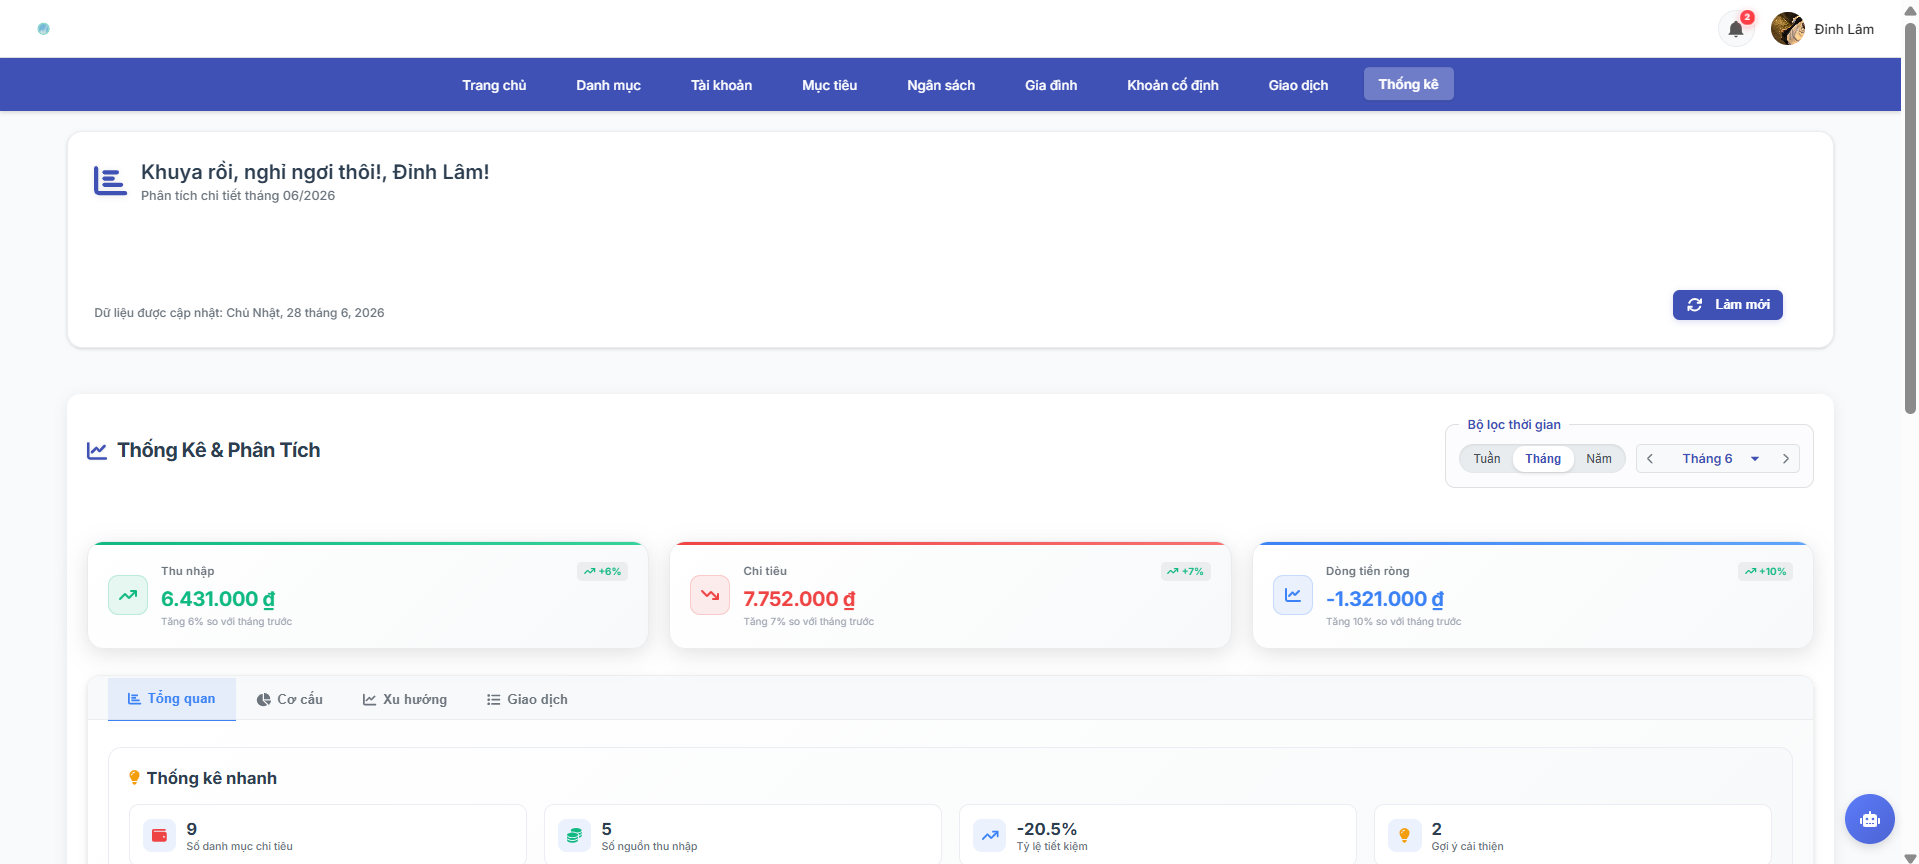 2
Đinh Lâm
Trang chủ
Danh mục
Tài khoản
Mục tiêu
Ngân sách
Gia đình
Khoản cố định
Giao dịch
Thống kê
Khuya rồi, nghỉ ngơi thôi!, Đinh Lâm!
Phân tích chi tiết tháng 06/2026
Dữ liệu được cập nhật: Chủ Nhật, 28 tháng 6, 2026
Làm mới
Thống Kê & Phân Tích
Bộ lọc thời gian
Tuần
Tháng
Năm
Tháng 6
Thu nhập
+6%
6.431.000 ₫
Tăng 6% so với tháng trước
Chi tiêu
+7%
7.752.000 ₫
Tăng 7% so với tháng trước
Dòng tiền ròng
+10%
-1.321.000 ₫
Tăng 10% so với tháng trước
Tổng quan
Cơ cấu
Xu hướng
Giao dịch
Thống kê nhanh
9
Số danh mục chi tiêu
5
Số nguồn thu nhập
-20.5%
Tỷ lệ tiết kiệm
2
Gợi ý cải thiện